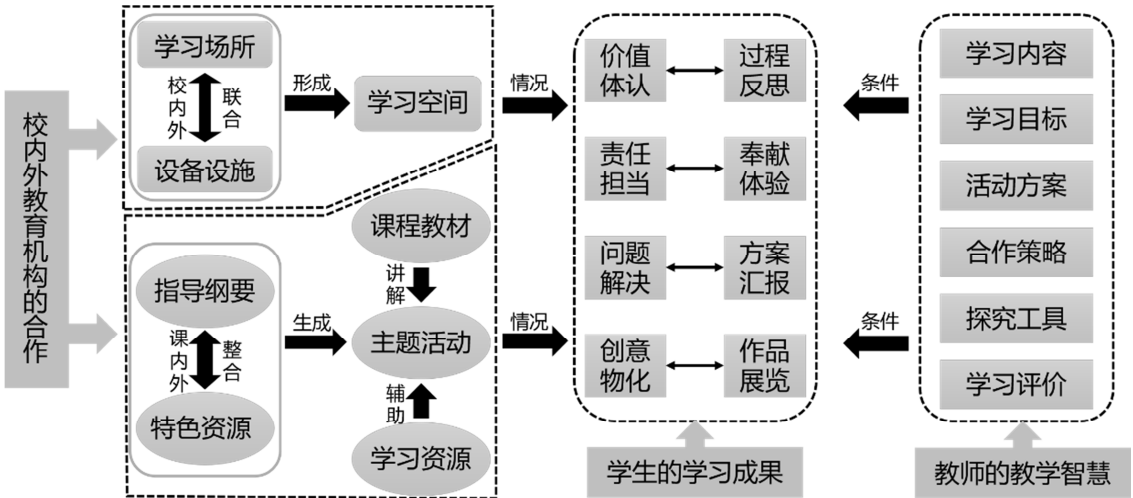 校内外教育机构的合作
学习场所
校内外
联合
设备设施
形成
学习空间
指导纲要
课内外
整合
特色资源
生成
课程教材
讲解
主题活动
辅助
学习资源
情况
情况
价值
体认
过程
反思
责任
担当
奉献
体验
问题
解决
方案
汇报
创意
物化
作品
展览
学生的学习成果
条件
条件
学习内容
学习目标
活动方案
合作策略
探究工具
学习评价
教师的教学智慧